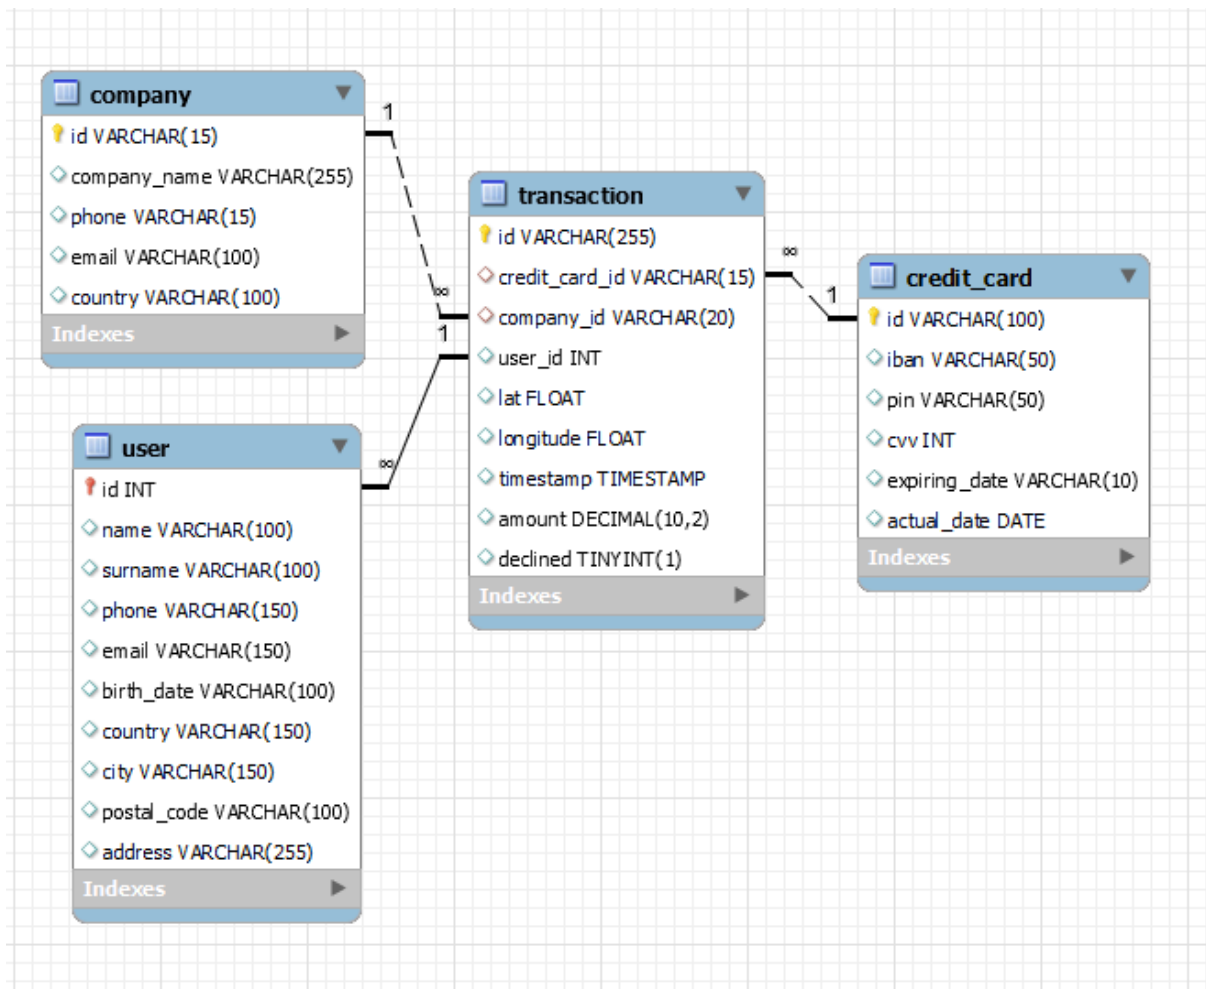 company
id VARCHAR(15)
company_name VARCHAR(255)
phone VARCHAR(15)
email VARCHAR(100)
country VARCHAR(100)
Indexes
1
∞
transaction
id VARCHAR(255)
credit_card_id VARCHAR(15)
company_id VARCHAR(20)
user_id INT
lat FLOAT
longitude FLOAT
timestamp TIMESTAMP
amount DECIMAL(10,2)
declined TINYINT(1)
Indexes
∞
1
credit_card
id VARCHAR(100)
iban VARCHAR(50)
pin VARCHAR(50)
cvv INT
expiring_date VARCHAR(10)
actual_date DATE
Indexes
1
∞
user
id INT
name VARCHAR(100)
surname VARCHAR(100)
phone VARCHAR(150)
email VARCHAR(150)
birth_date VARCHAR(100)
country VARCHAR(150)
city VARCHAR(150)
postal_code VARCHAR(100)
address VARCHAR(255)
Indexes